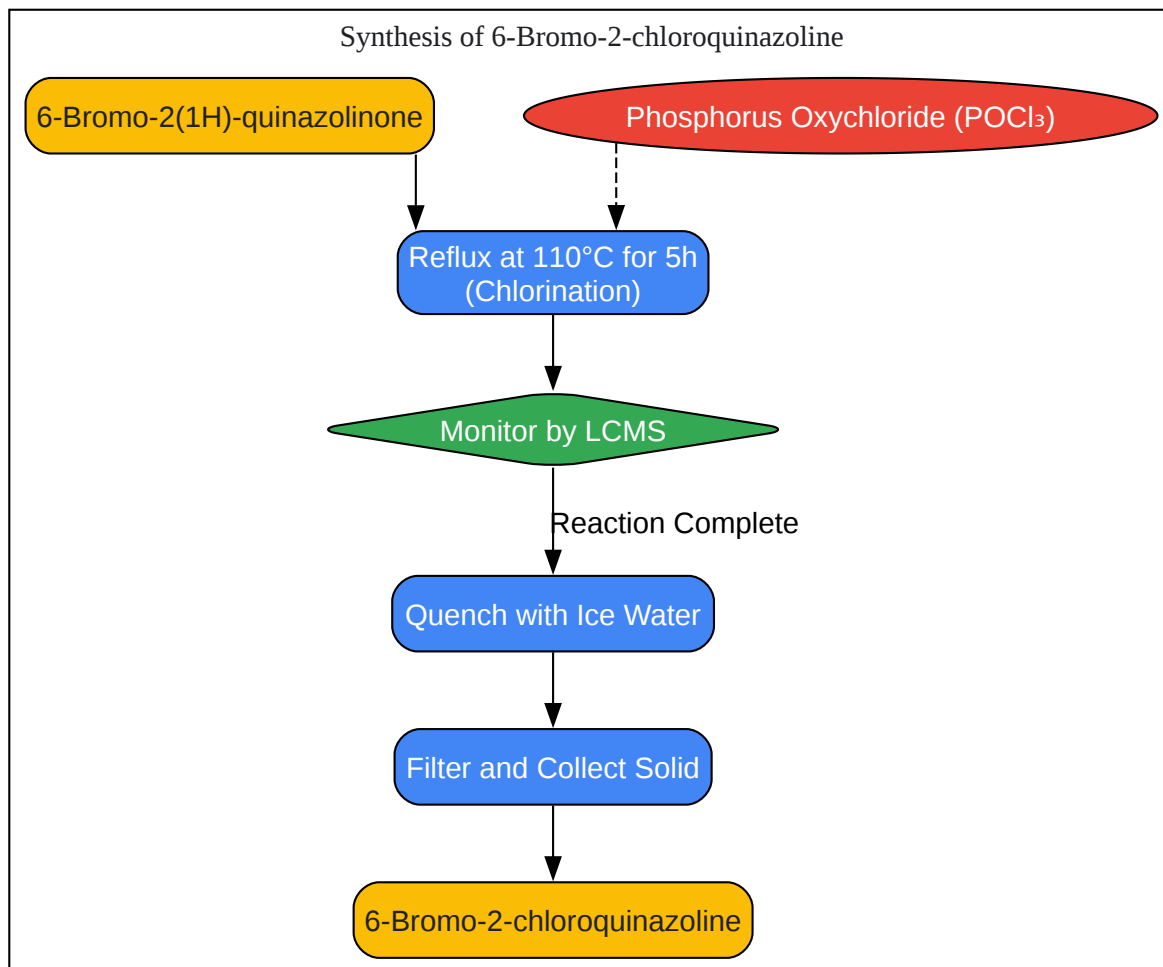 Synthesis of 6-Bromo-2-chloroquinazoline
6-Bromo-2(1H)-quinazolinone
Phosphorus Oxychloride (POCl₃)
Reflux at 110°C for 5h
(Chlorination)
Monitor by LCMS
Reaction Complete
Quench with Ice Water
Filter and Collect Solid
6-Bromo-2-chloroquinazoline